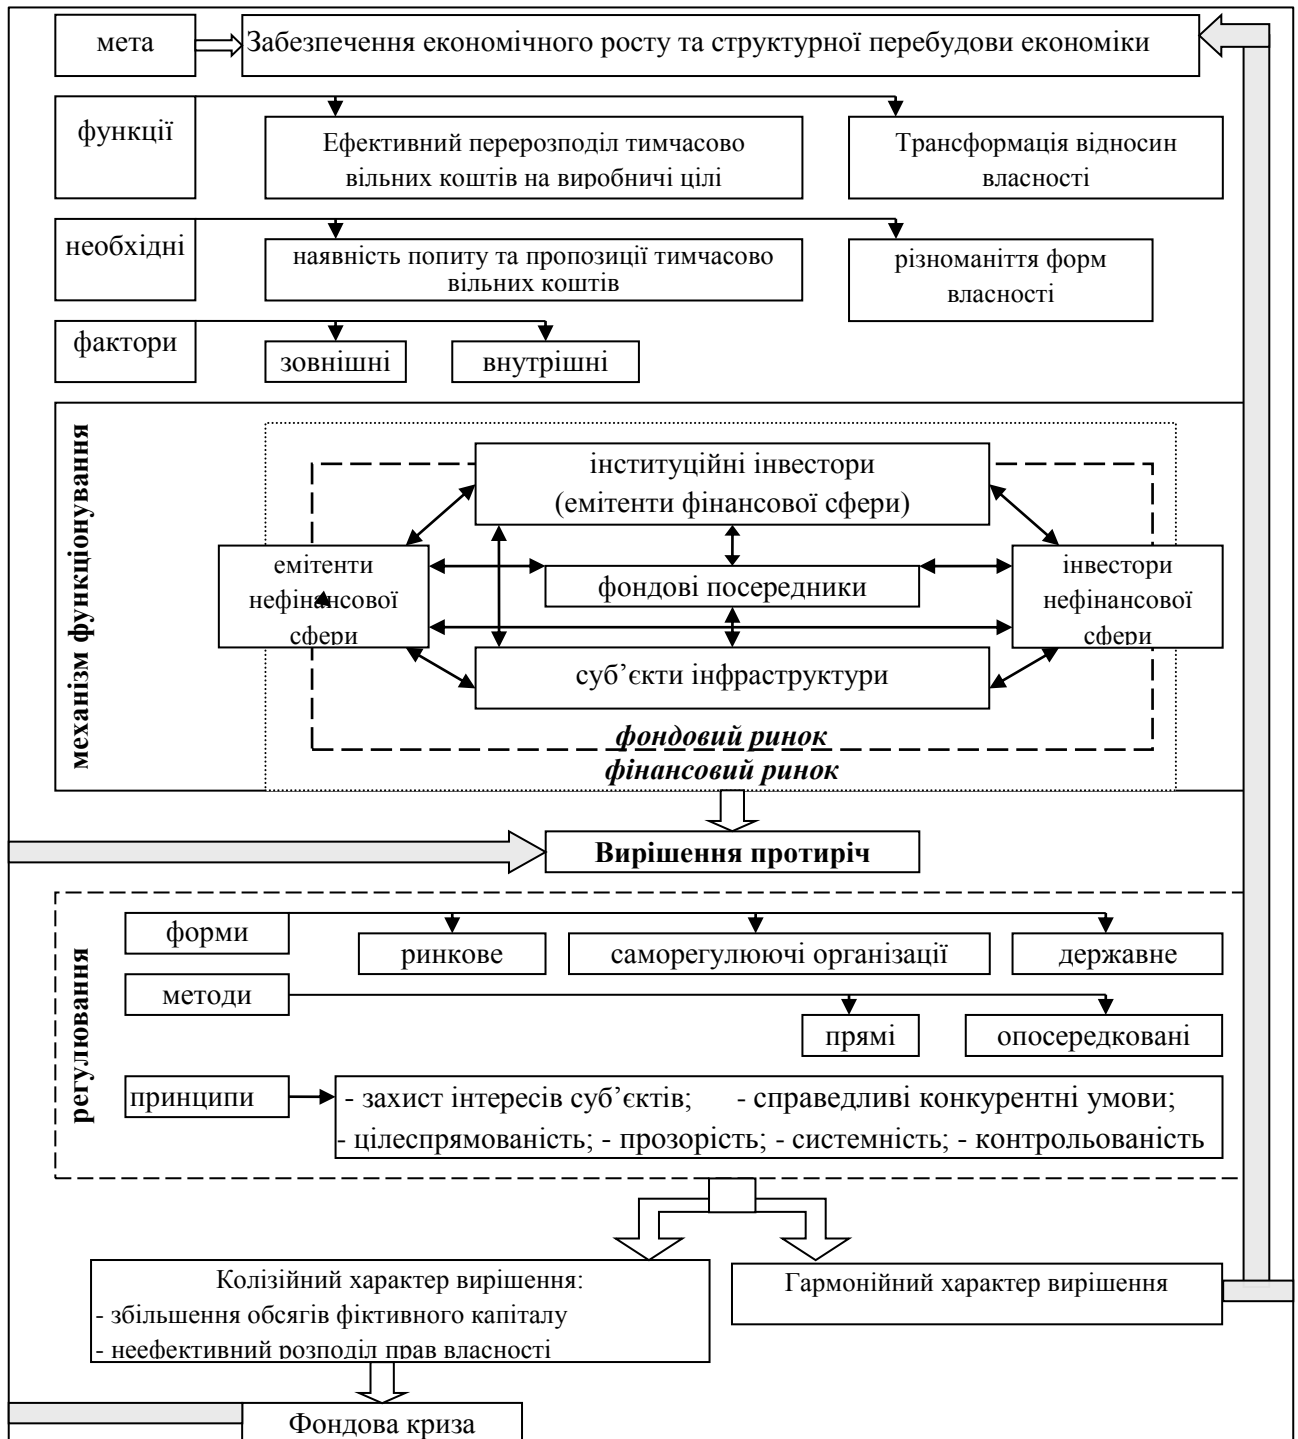 мета
Забезпечення економічного росту та структурної перебудови економіки
функції
Ефективний перерозподіл тимчасово
вільних коштів на виробничі цілі
Трансформація відносин
власності
необхідні
наявність попиту та пропозиції тимчасово
вільних коштів
різноманіття форм
власності
фактори
зовнішні
внутрішні
механізм функціонування
інституційні інвестори
(емітенти фінансової сфери)
емітенти
нефінансової
сфери
фондові посередники
інвестори
нефінансової
сфери
суб’єкти інфраструктури
фондовий ринок
фінансовий ринок
Вирішення протиріч
регулювання
форми
ринкове
саморегулюючі організації
державне
методи
прямі
опосередковані
принципи
- захист інтересів суб’єктів; - справедливі конкурентні умови;
- цілеспрямованість; - прозорість; - системність; - контрольованість
Колізійний характер вирішення:
- збільшення обсягів фіктивного капіталу
- неефективний розподіл прав власності
Гармонійний характер вирішення
Фондова криза